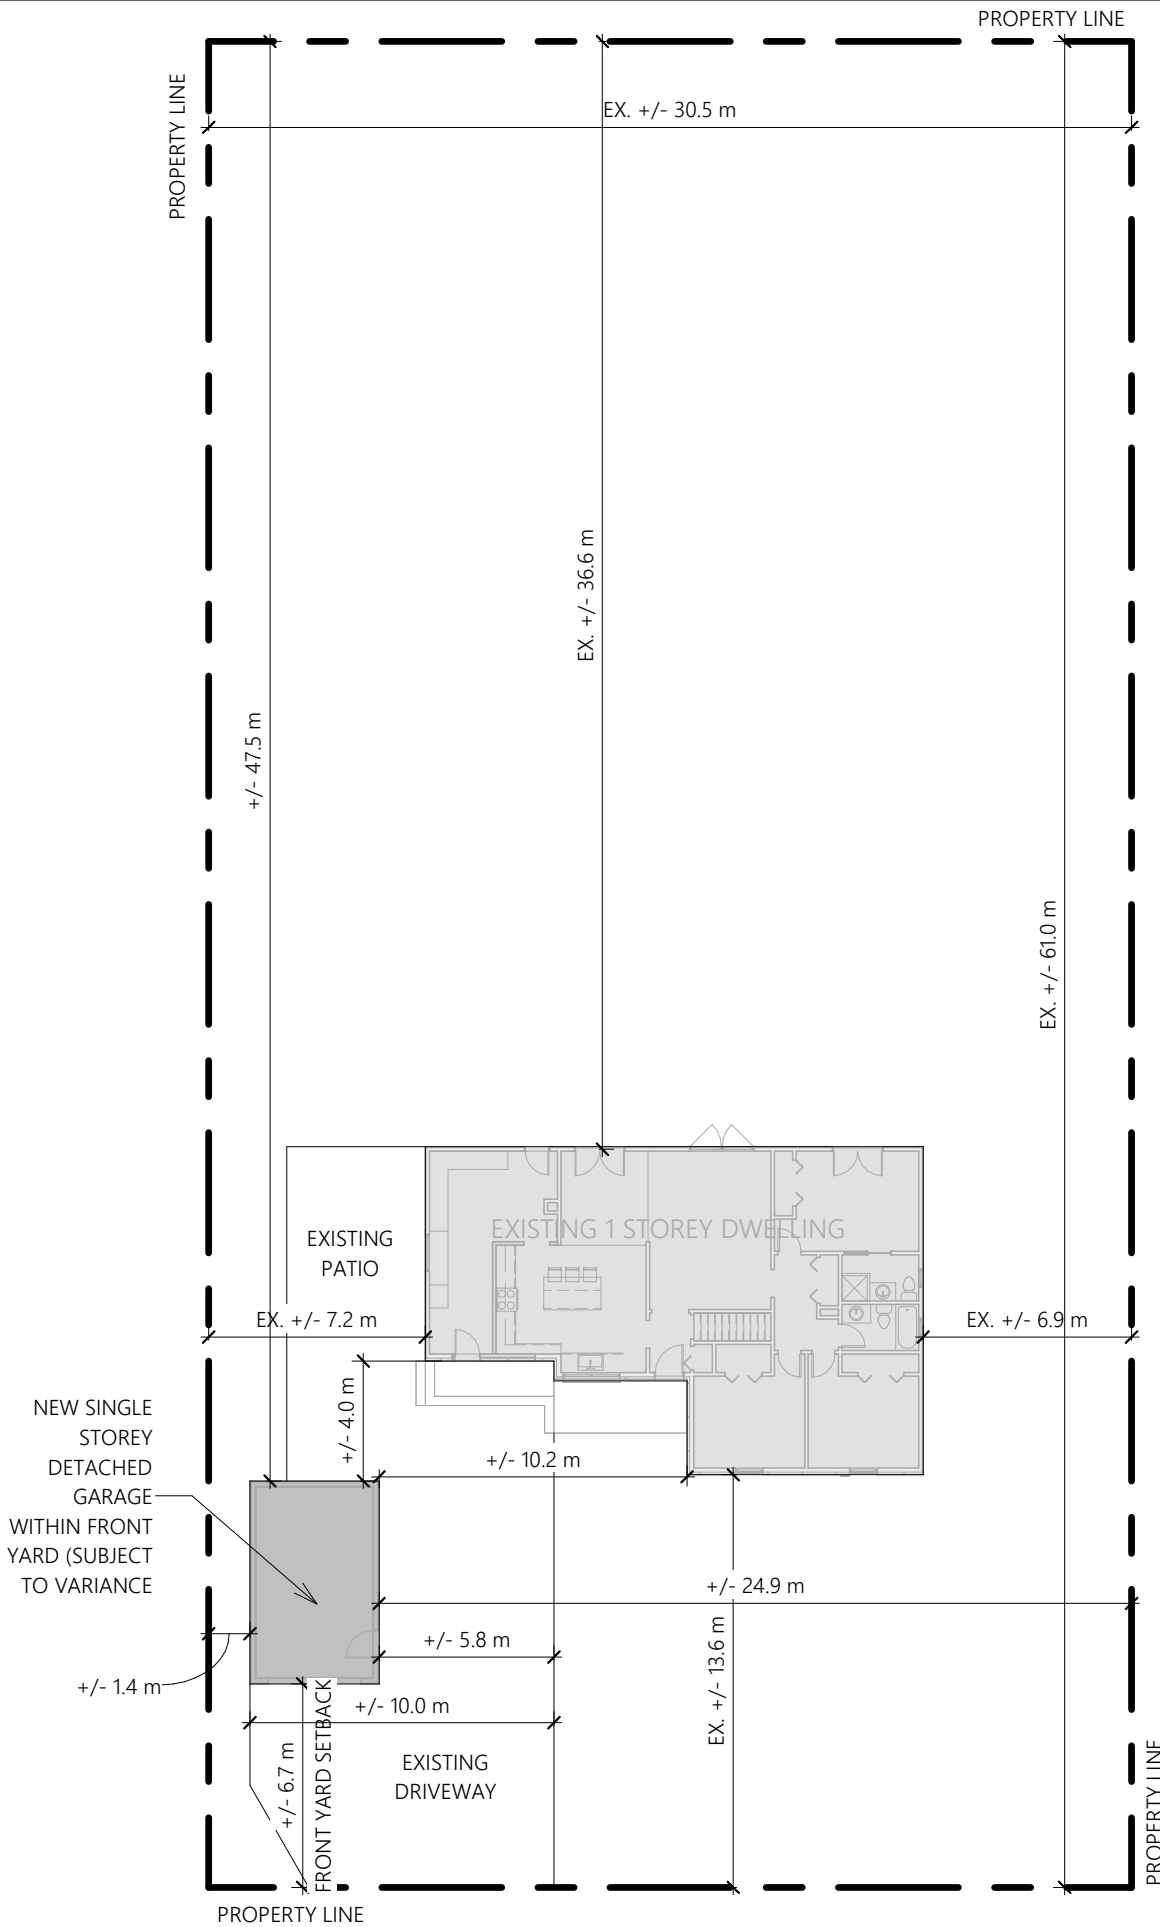 PROPERTY LINE
PROPERTY LINE
EX. +/- 30.5 m
EX. +/- 36.6 m
+/- 47.5 m
EX. +/- 61.0 m
EXISTING 1 STOREY DWELLING
EXISTING
PATIO
EX. +/- 7.2 m
EX. +/- 6.9 m
+/- 4.0 m
+/- 10.2 m
NEW SINGLE
STOREY
DETACHED
GARAGE
WITHIN FRONT
YARD (SUBJECT
TO VARIANCE
+/- 24.9 m
+/- 5.8 m
EX. +/- 13.6 m
+/- 1.4 m
+/- 10.0 m
+/- 6.7 m
FRONT YARD SETBACK
EXISTING
DRIVEWAY
PROPERTY LINE
PROPERTY LINE